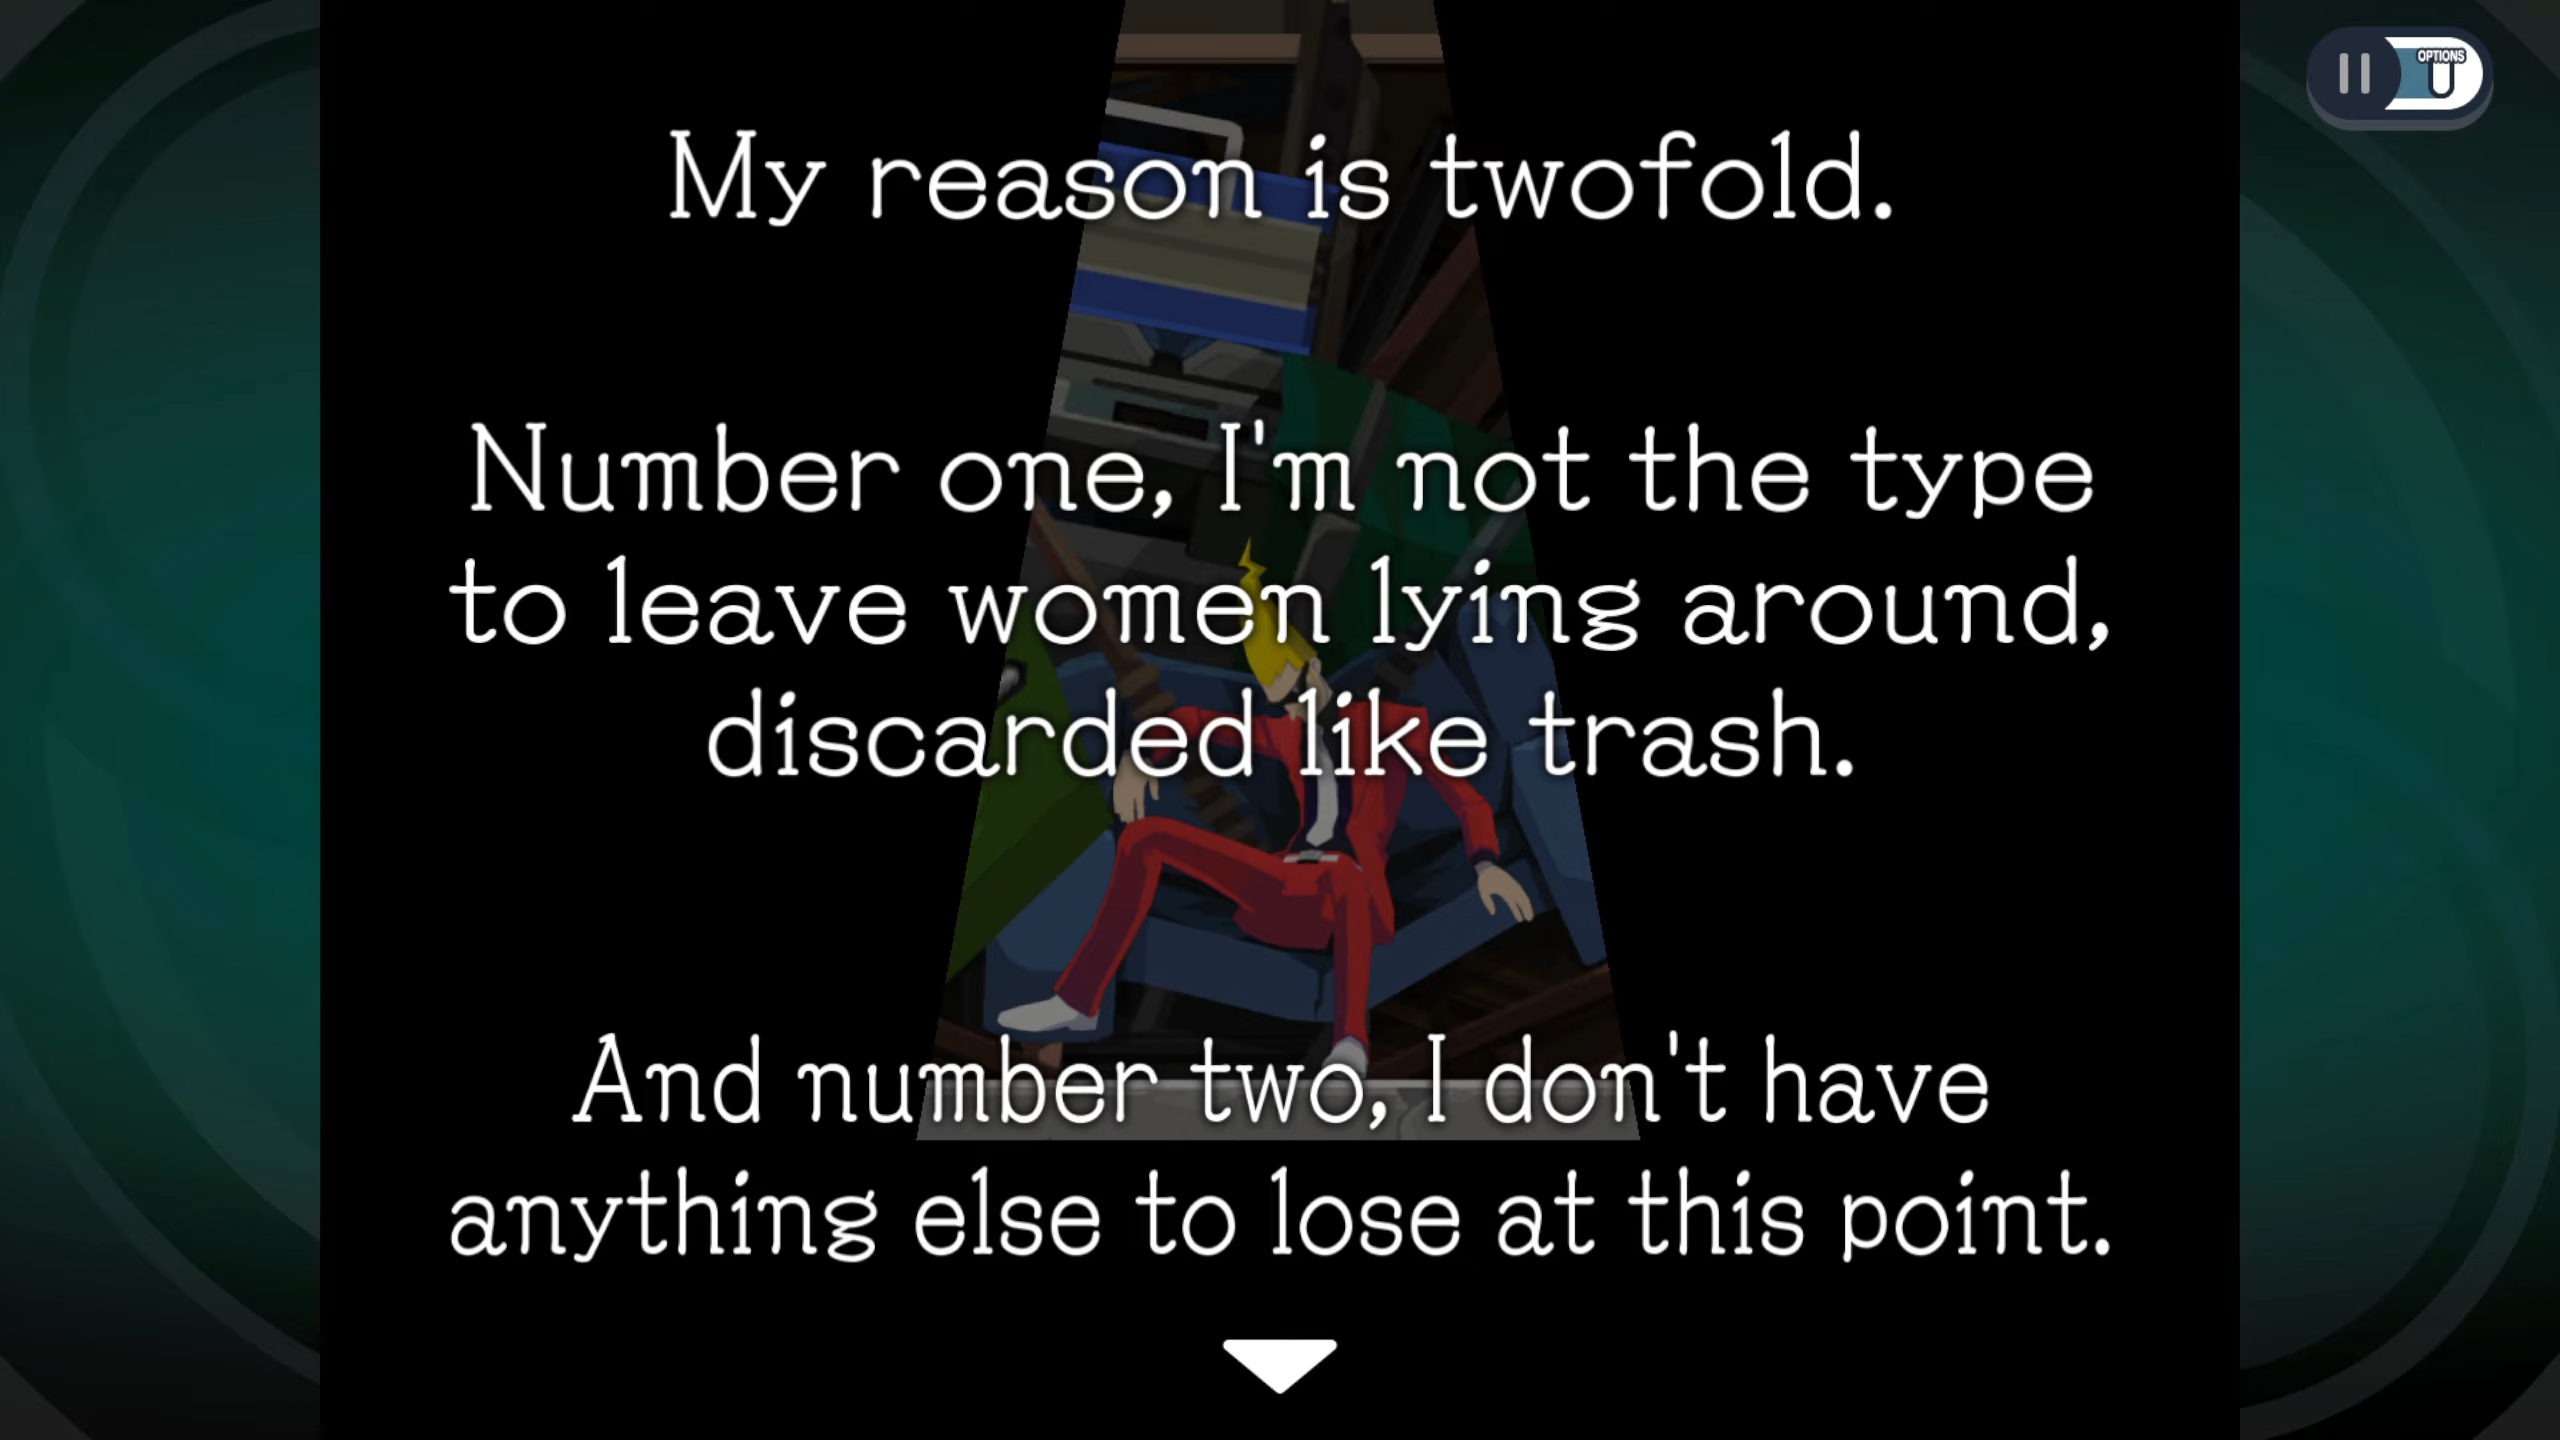 OPTIONS
My reason is twofold.
Number one, I'm not the type
to leave women lying around,
discarded like trash.
And number two, I don't have
anything else to lose at this point.